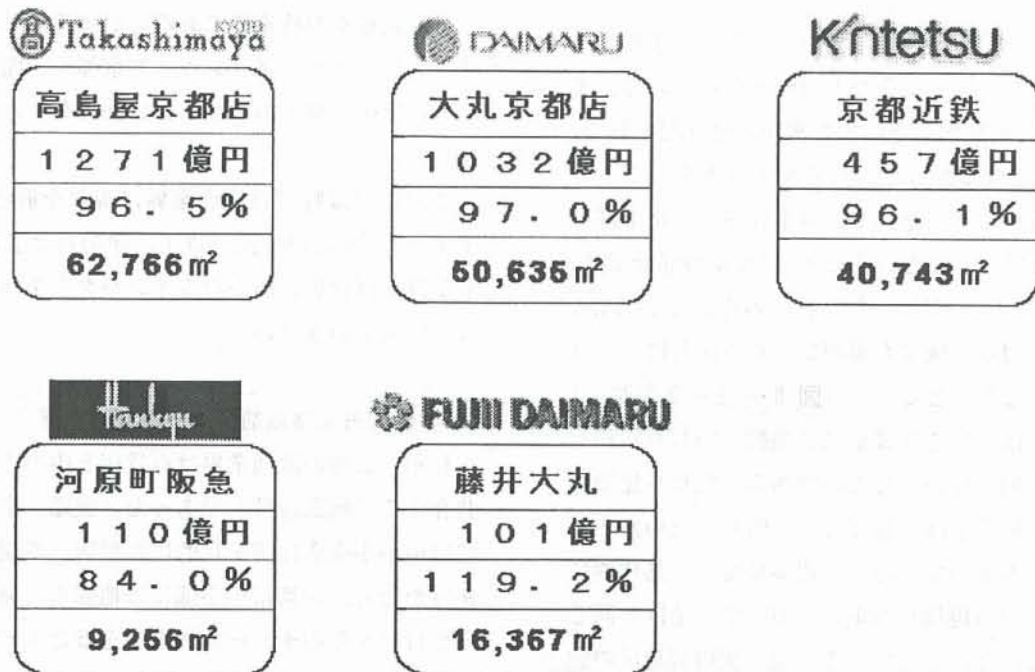 Takashimaya KYOTO
高島屋京都店
1271億円
96.5%
62,766㎡
DAIMARU
大丸京都店
1032億円
97.0%
50,635㎡
Kintetsu
京都近鉄
457億円
96.1%
40,743㎡
Hankyu
河原町阪急
110億円
84.0%
9,256㎡
FUJII DAIMARU
藤井大丸
101億円
119.2%
16,367㎡